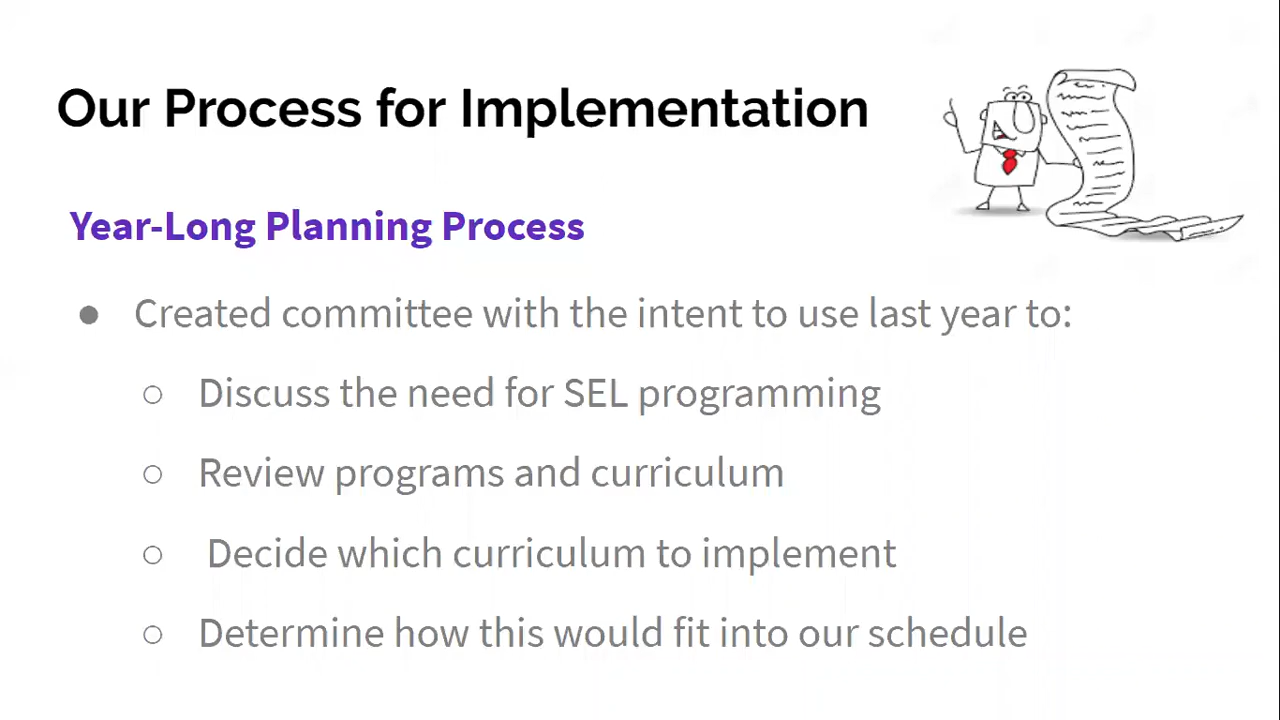 Our Process for Implementation
Year-Long Planning Process
● Created committee with the intent to use last year to:
○ Discuss the need for SEL programming
○ Review programs and curriculum
○ Decide which curriculum to implement
○ Determine how this would fit into our schedule